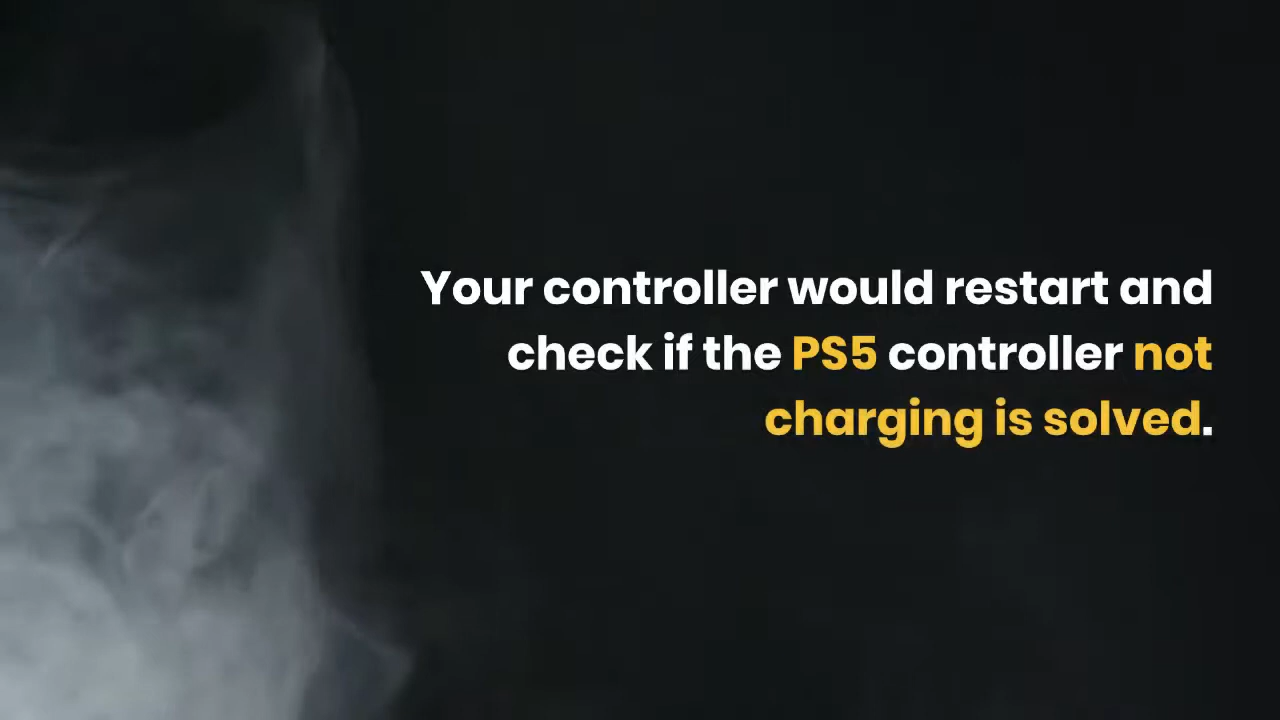 Your controller would restart and
check if the PS5 controller not
charging is solved.